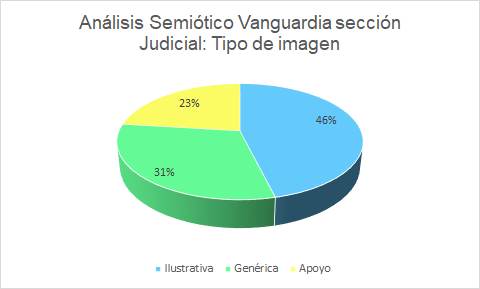 Análisis Semiótico Vanguardia sección
Judicial: Tipo de imagen
23%
46%
31%
Ilustrativa Genérica Apoyo